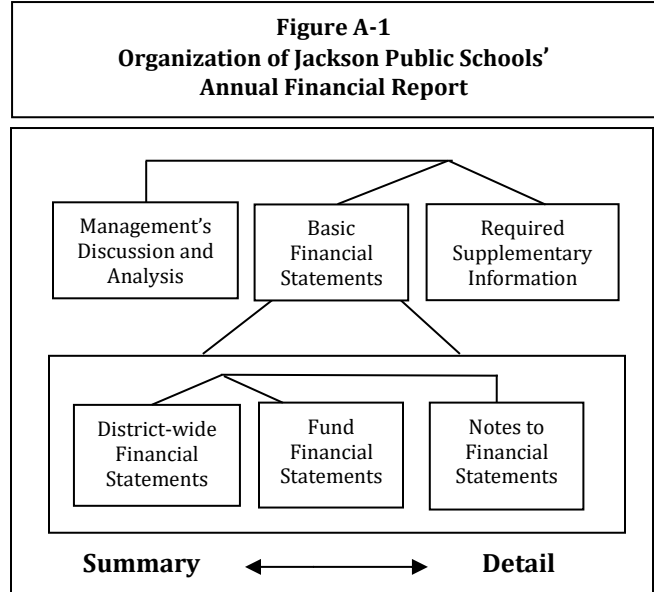 Figure A-1
Organization of Jackson Public Schools’
Annual Financial Report
Management’s
Discussion and
Analysis
Basic
Financial
Statements
Required
Supplementary
Information
District-wide
Financial
Statements
Fund
Financial
Statements
Notes to
Financial
Statements
Summary
Detail